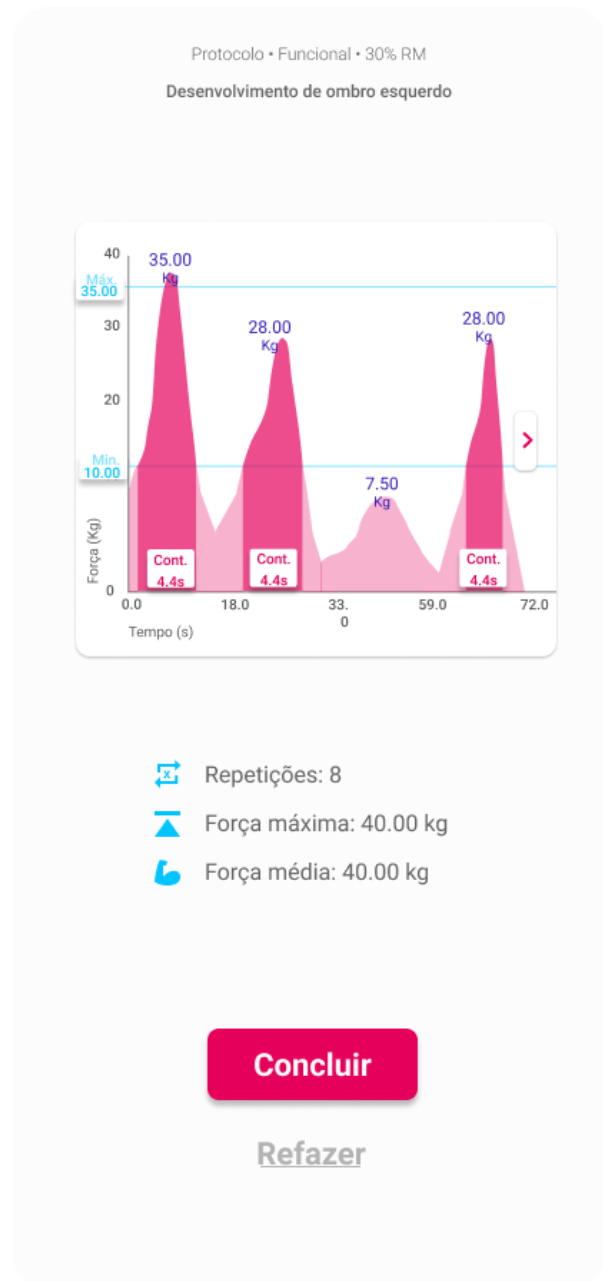 Protocolo • Funcional • 30% RM
Desenvolvimento de ombro esquerdo
40
35.00
Kg
Máx.
35.00
30
28.00
Kg
28.00
Kg
20
Min.
10.00
7.50
Kg
Força (Kg)
Cont.
4.4s
Cont.
4.4s
Cont.
4.4s
0
0.0
18.0
33.
0
59.0
72.0
Tempo (s)
x
Repetições: 8
Força máxima: 40.00 kg
Força média: 40.00 kg
Concluir
Refazer